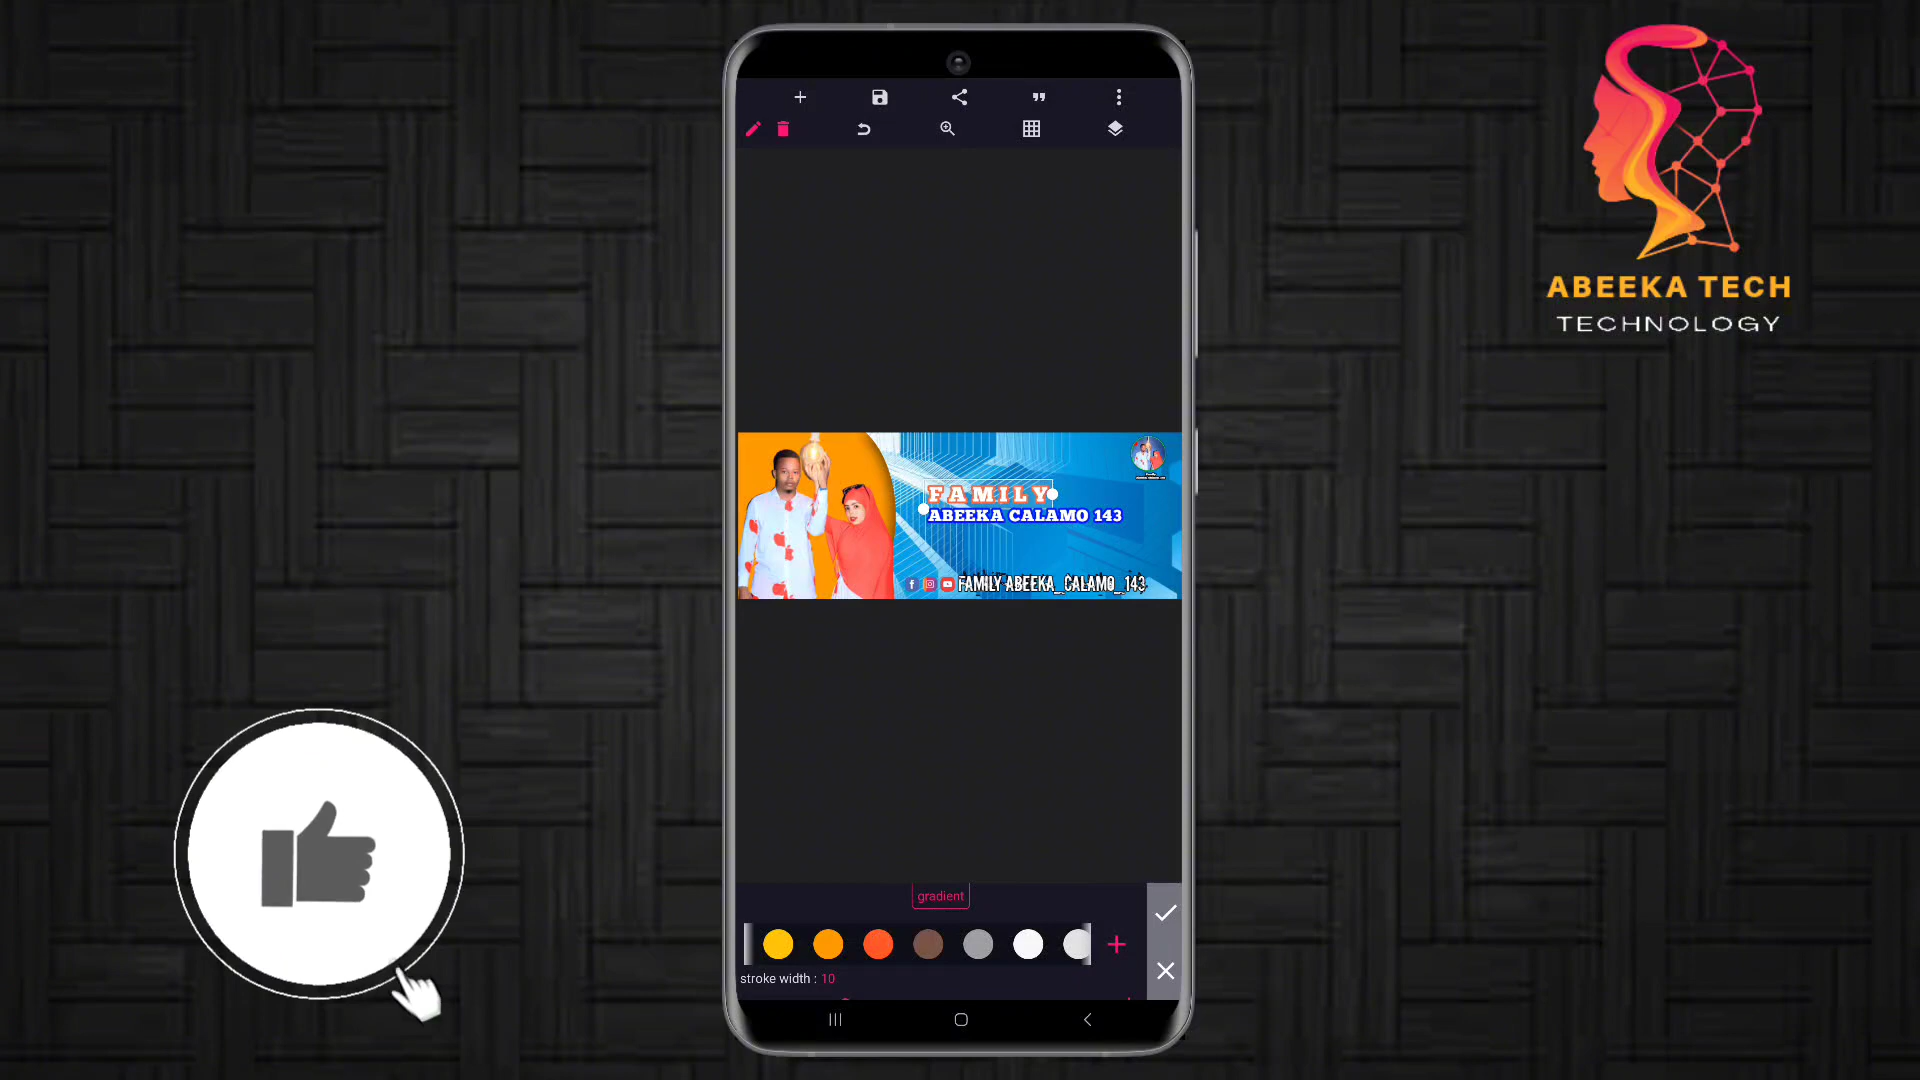 ABEEKA TECH
TECHNOLOGY
FAMILY
ABEEKA CALAMO 143
FAMILY ABEEKA_CALAMO_143
gradient
stroke width : 10